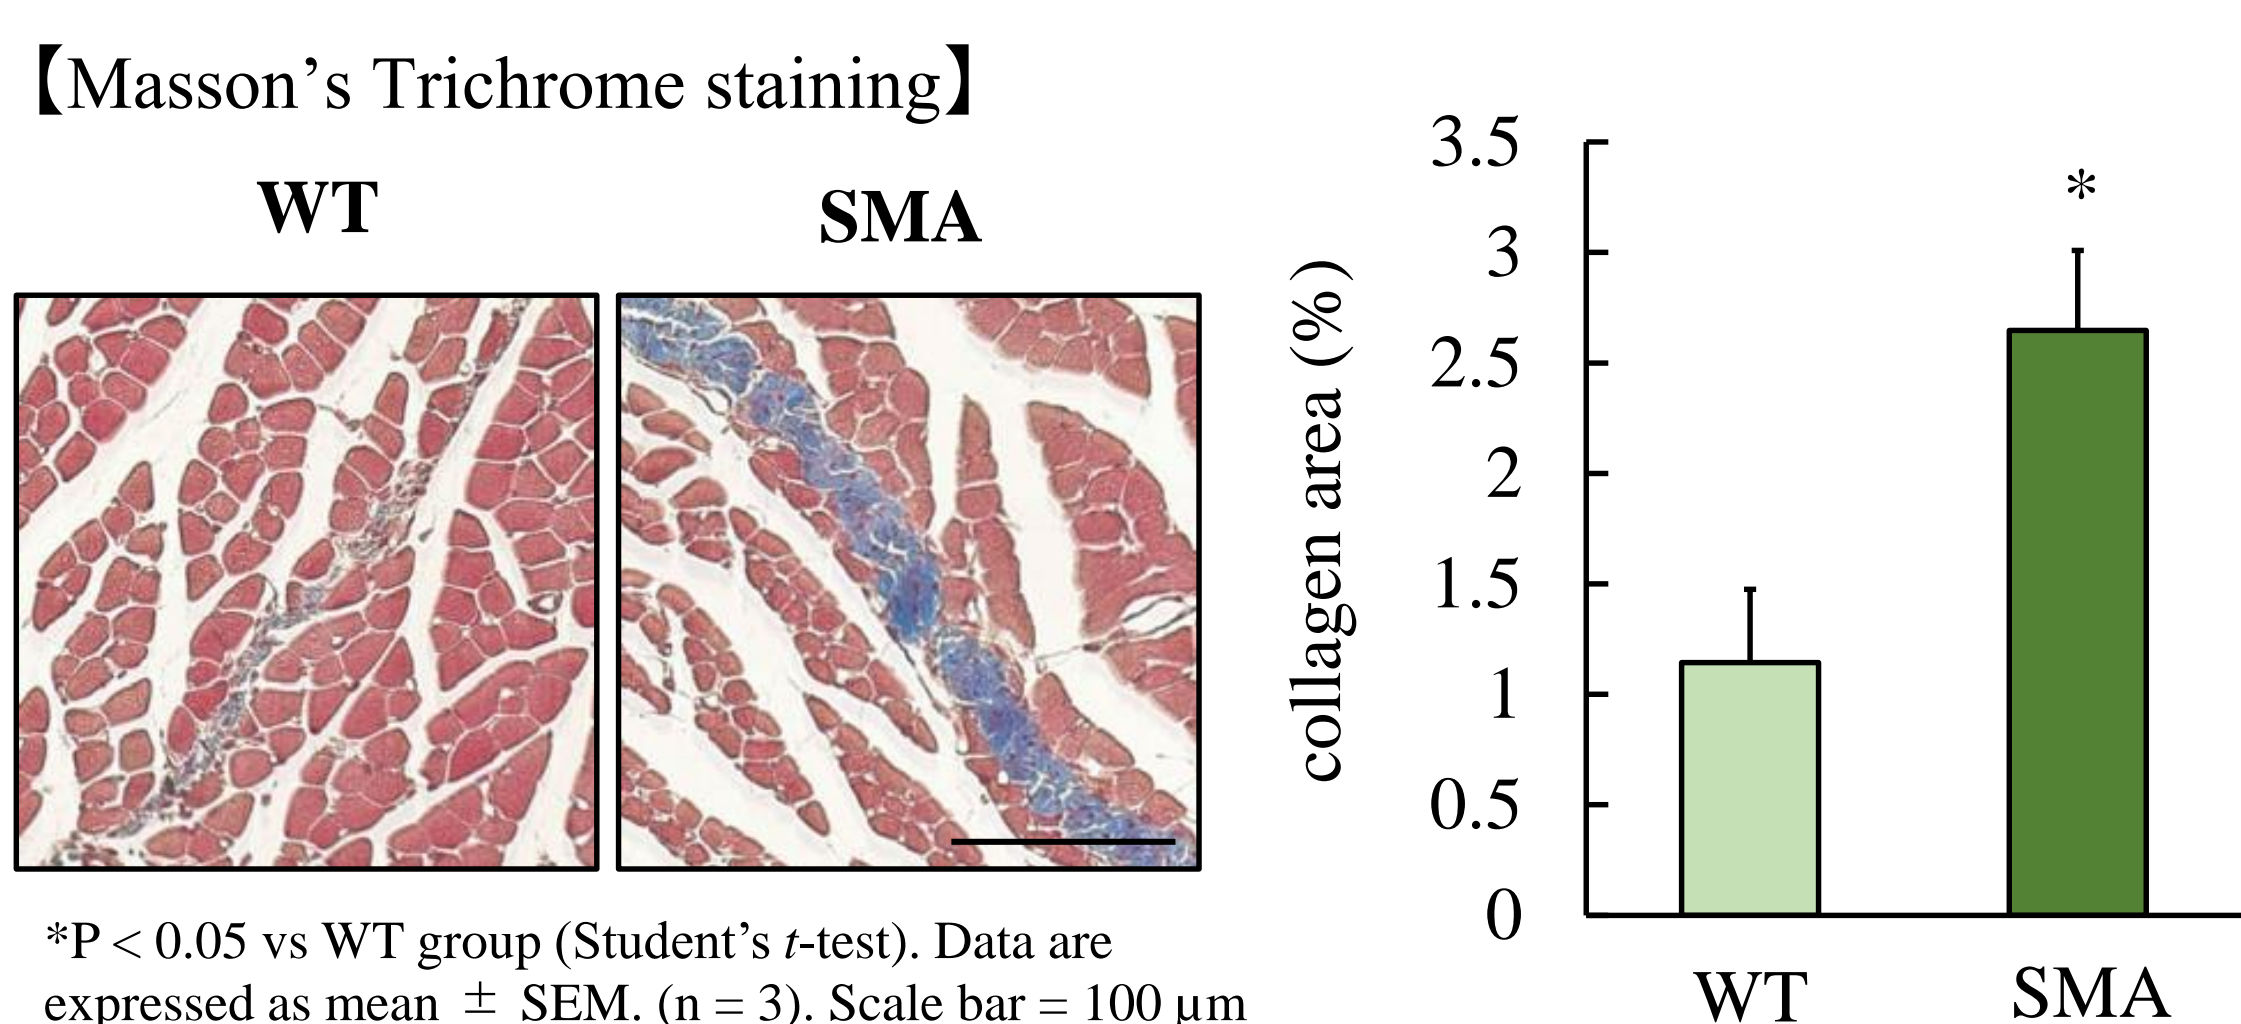 【Masson’s Trichrome staining】
WT
SMA
*P < 0.05 vs WT group (Student’s t-test). Data are
expressed as mean ± SEM. (n = 3). Scale bar = 100 µm
collagen area (%)
3.5
3
2.5
2
1.5
1
0.5
0
*
WT
SMA